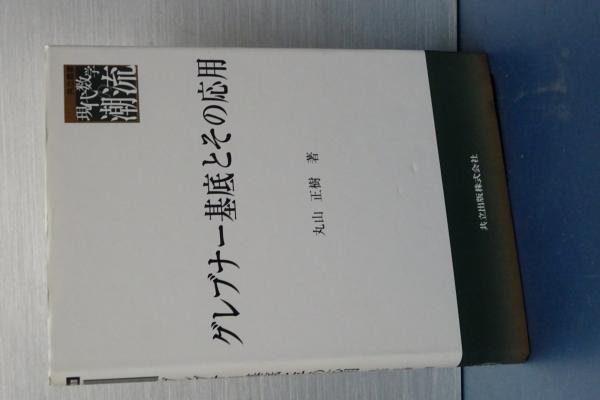 現代数学
潮流
グレブナー基底とその応用
丸山 正樹 著
共立出版株式会社